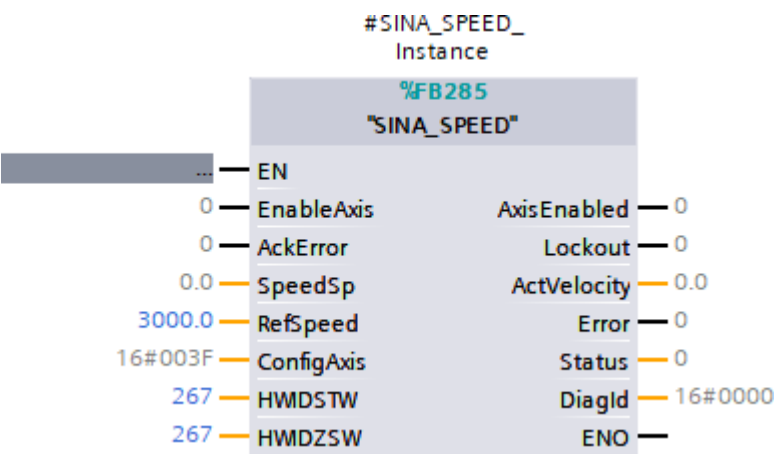 #SINA_SPEED_
Instance
%FB285
"SINA_SPEED"
... EN
0 EnableAxis AxisEnabled 0
0 AckError Lockout 0
0.0 SpeedSp ActVelocity 0.0
3000.0 RefSpeed Error 0
16#003F ConfigAxis Status 0
267 HWIDSTW DiagId 16#0000
267 HWIDZSW ENO